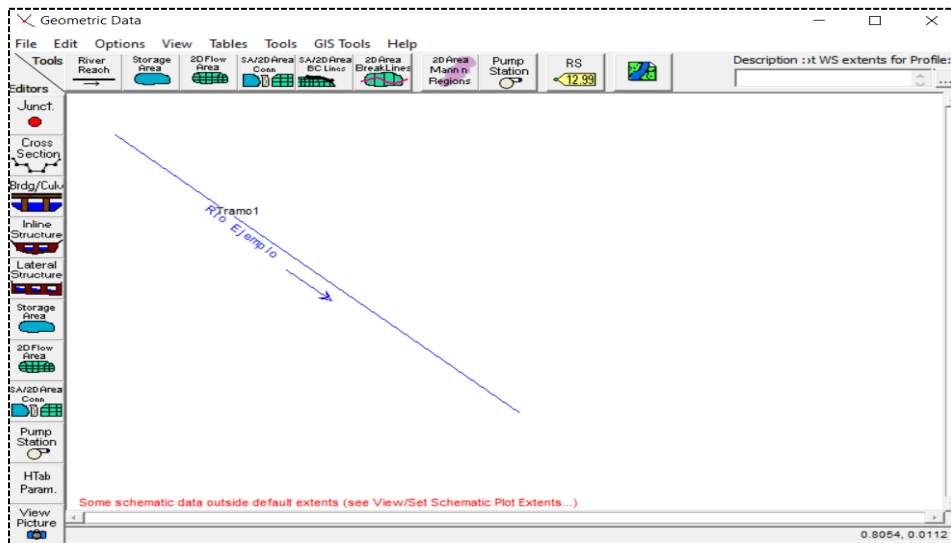 Geometric Data
File Edit Options View Tables Tools GIS Tools Help
Tools
Editors
River
Reach
Storage
Area
2D Flow
Area
SA/2D Area
Conn
SA/2D Area
BC Lines
2D Area
BreakLines
2D Area
Mann n
Regions
Pump
Station
RS
12.99
Description :
:t WS extents for Profile:
...
Junct.
Cross
Section
Brdg/Culv
Inline
Structure
Lateral
Structure
Storage
Area
2D Flow
Area
SA/2D Area
Conn
Pump
Station
HTab
Param.
View
Picture
Tramo1
Rio Ejemplo
Some schematic data outside default extents (see View/Set Schematic Plot Extents...)
0.8054, 0.0112